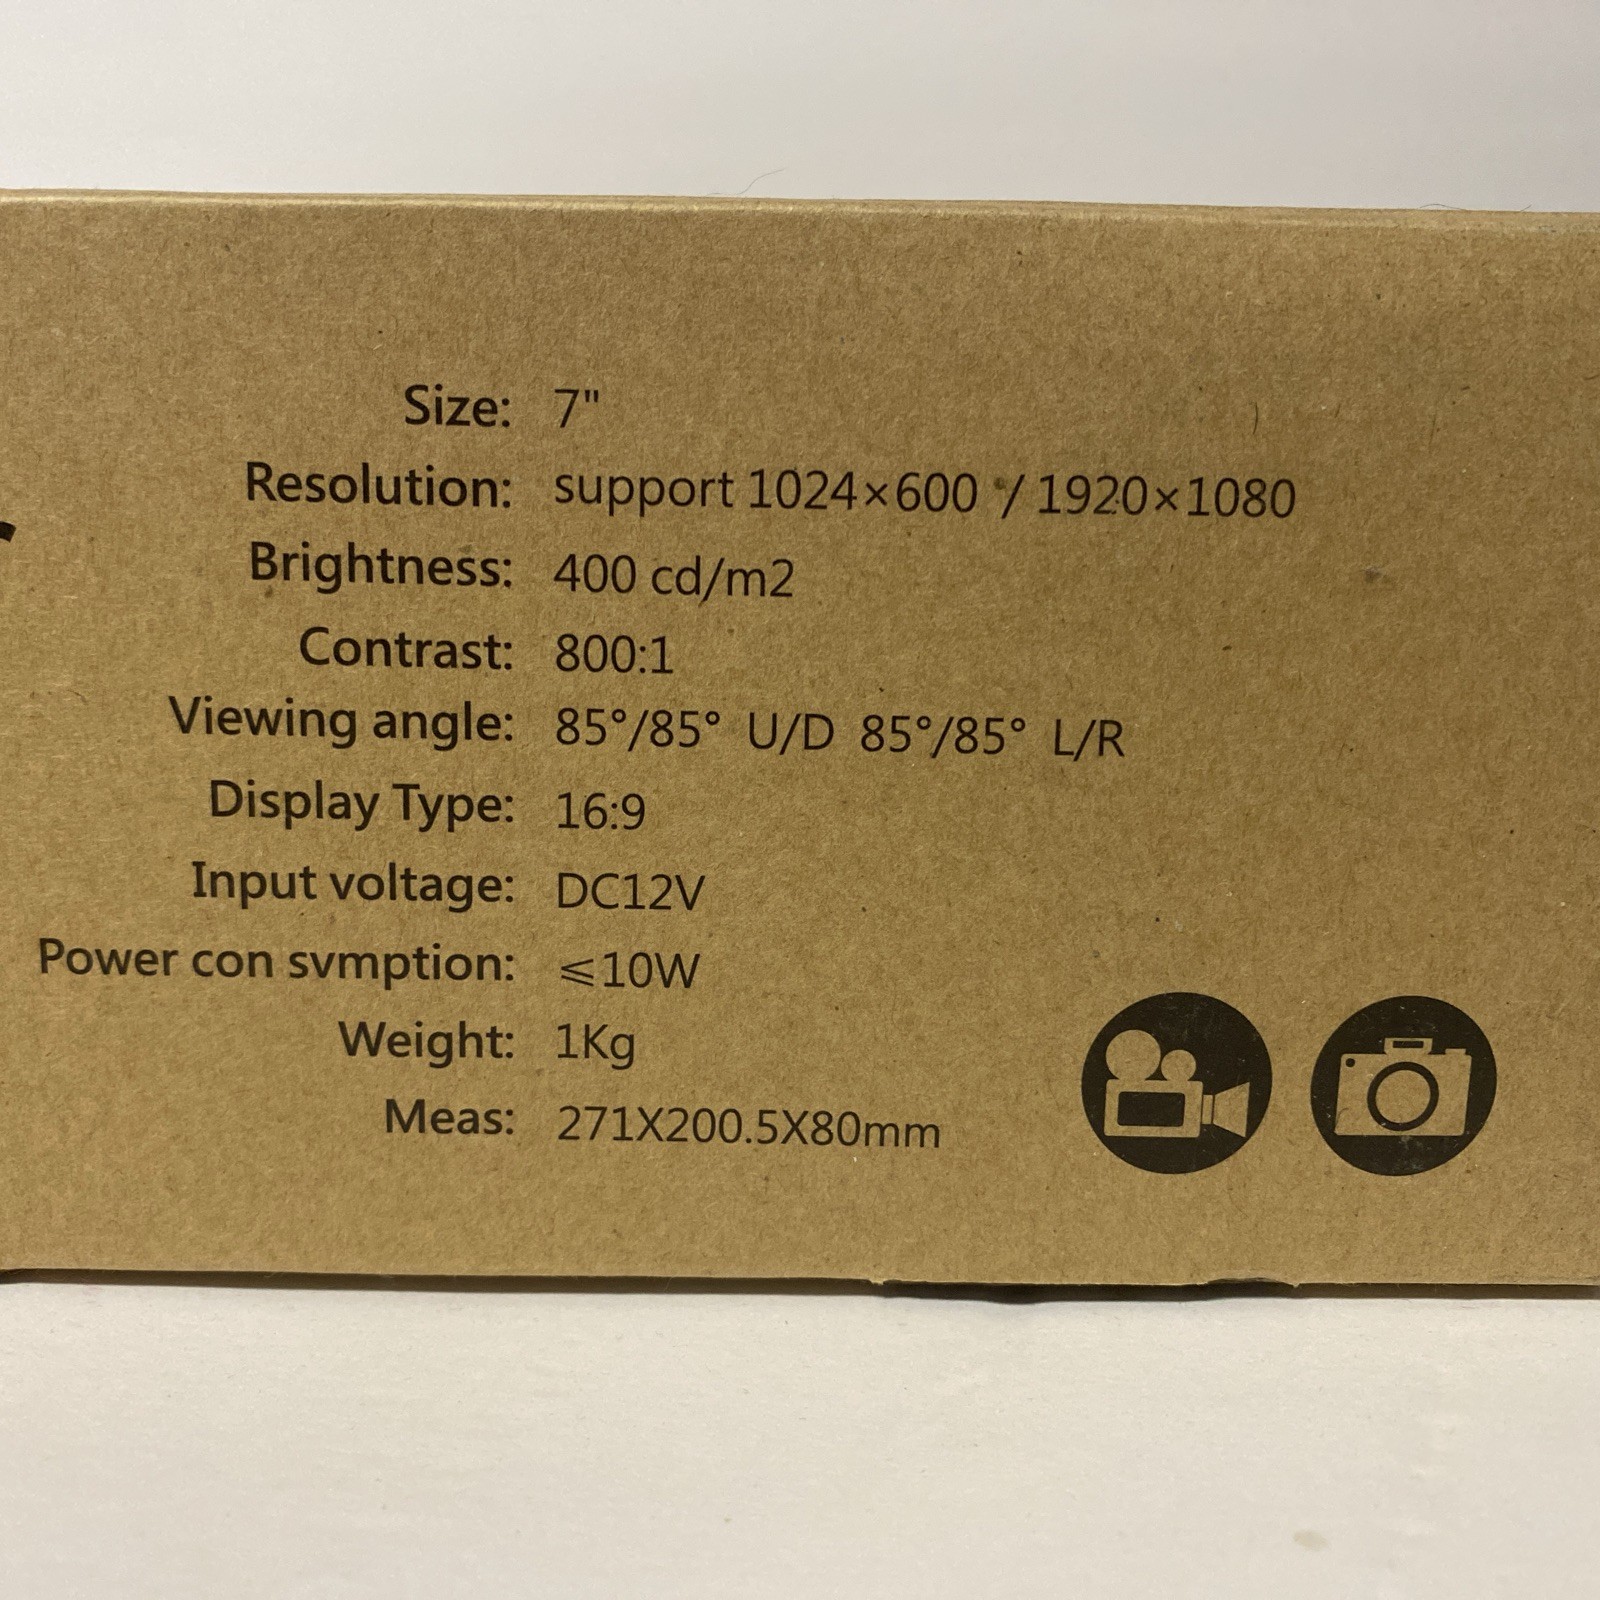 Size: 7"
Resolution: support 1024×600 / 1920×1080
Brightness: 400 cd/m2
Contrast: 800:1
Viewing angle: 85°/85° U/D 85°/85° L/R
Display Type: 16:9
Input voltage: DC12V
Power con svmption: ⩽10W
Weight: 1Kg
Meas: 271X200.5X80mm